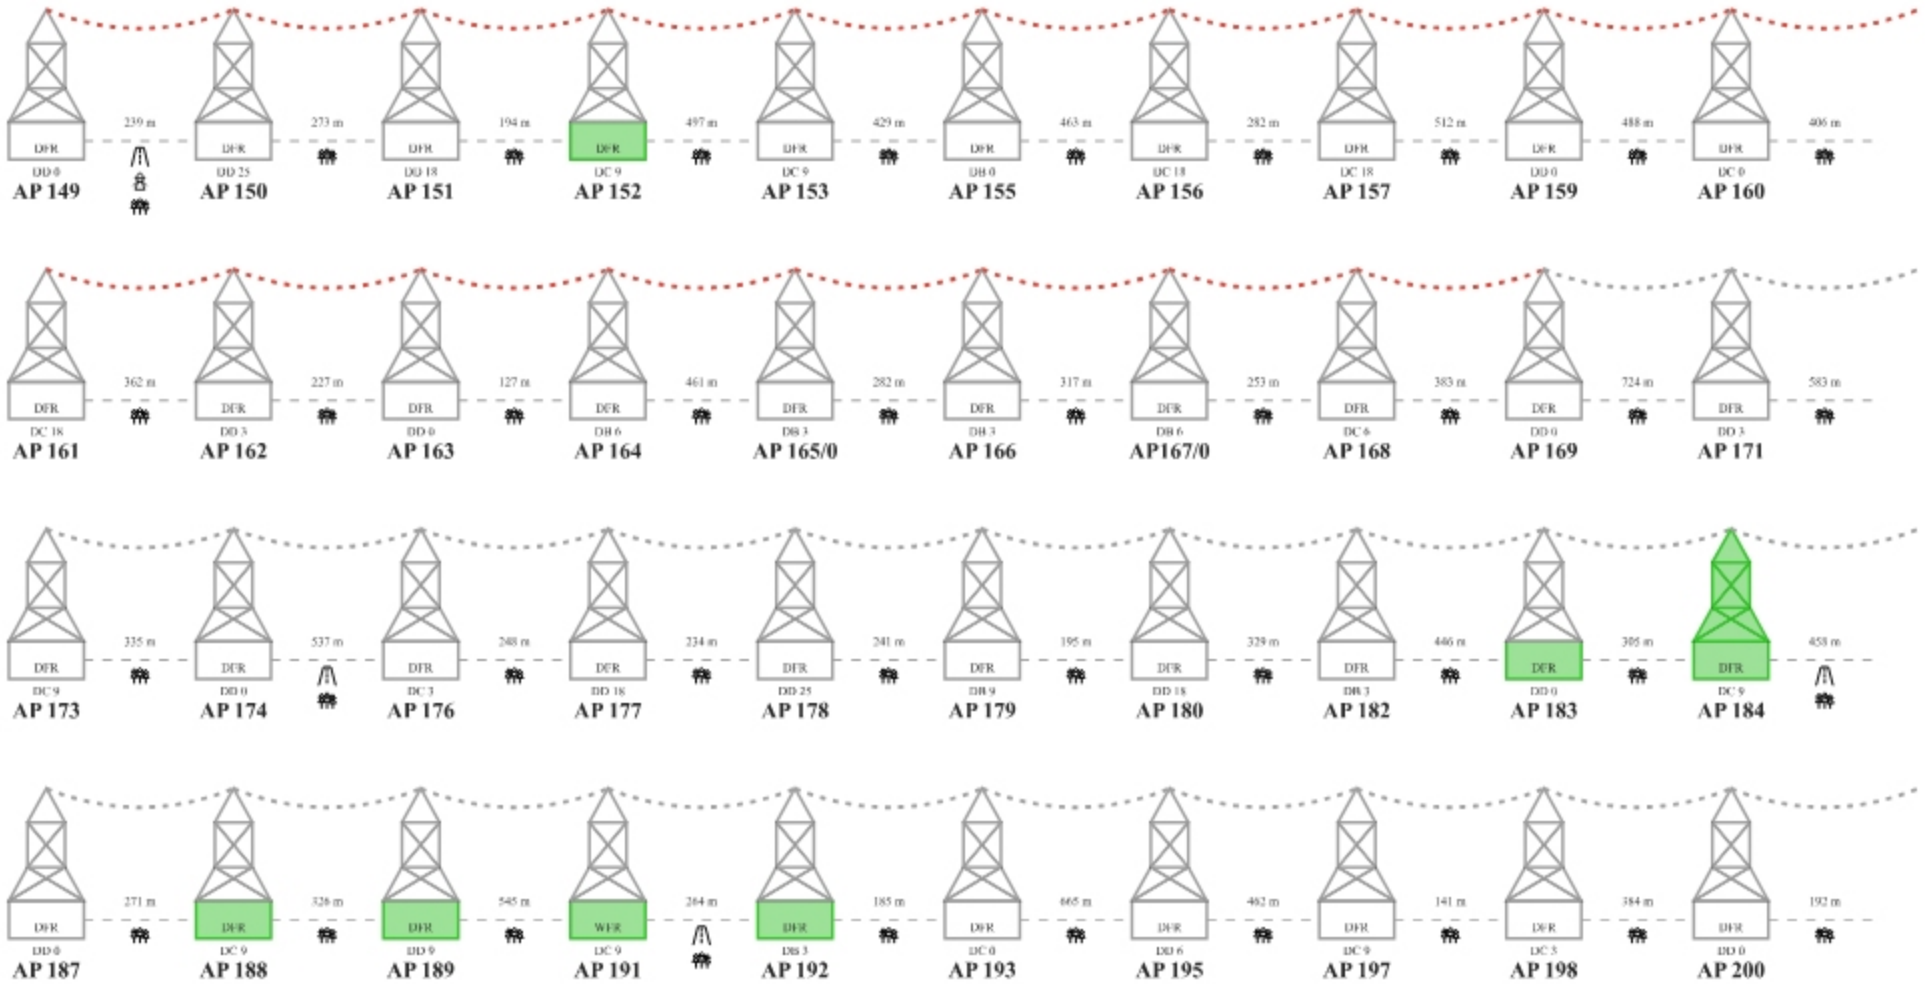 239 m 273 m 194 m 497 m 429 m 463 m 282 m 512 m 488 m 406 m
DFR DFR DFR DFR DFR DFR DFR DFR DFR DFR
DD 0 DD 25 DD 18 DC 9 DC 9 DB 0 DC 18 DC 18 DD 0 DC 0
AP 149 AP 150 AP 151 AP 152 AP 153 AP 155 AP 156 AP 157 AP 159 AP 160
362 m 227 m 127 m 461 m 282 m 317 m 253 m 383 m 724 m 583 m
DFR DFR DFR DFR DFR DFR DFR DFR DFR DFR
DC 18 DD 3 DD 0 DB 6 DB 3 DB 3 DB 6 DC 6 DD 0 DD 3
AP 161 AP 162 AP 163 AP 164 AP 165/0 AP 166 AP167/0 AP 168 AP 169 AP 171
335 m 537 m 248 m 234 m 241 m 195 m 329 m 446 m 305 m 458 m
DFR DFR DFR DFR DFR DFR DFR DFR DFR DFR
DC 9 DD 0 DC 3 DD 18 DD 25 DB 9 DD 18 DB 3 DD 0 DC 9
AP 173 AP 174 AP 176 AP 177 AP 178 AP 179 AP 180 AP 182 AP 183 AP 184
271 m 326 m 545 m 264 m 185 m 665 m 462 m 141 m 384 m 192 m
DFR DFR DFR WFR DFR DFR DFR DFR DFR DFR
DD 0 DC 9 DD 9 DC 9 DB 3 DC 0 DD 6 DC 9 DC 3 DD 0
AP 187 AP 188 AP 189 AP 191 AP 192 AP 193 AP 195 AP 197 AP 198 AP 200